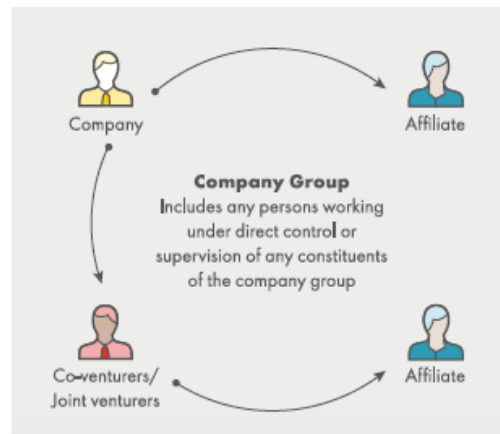 Company
Affiliate
Company Group
Includes any persons working
under direct control or
supervision of any constituents
of the company group
Co-venturers/
Joint venturers
Affiliate